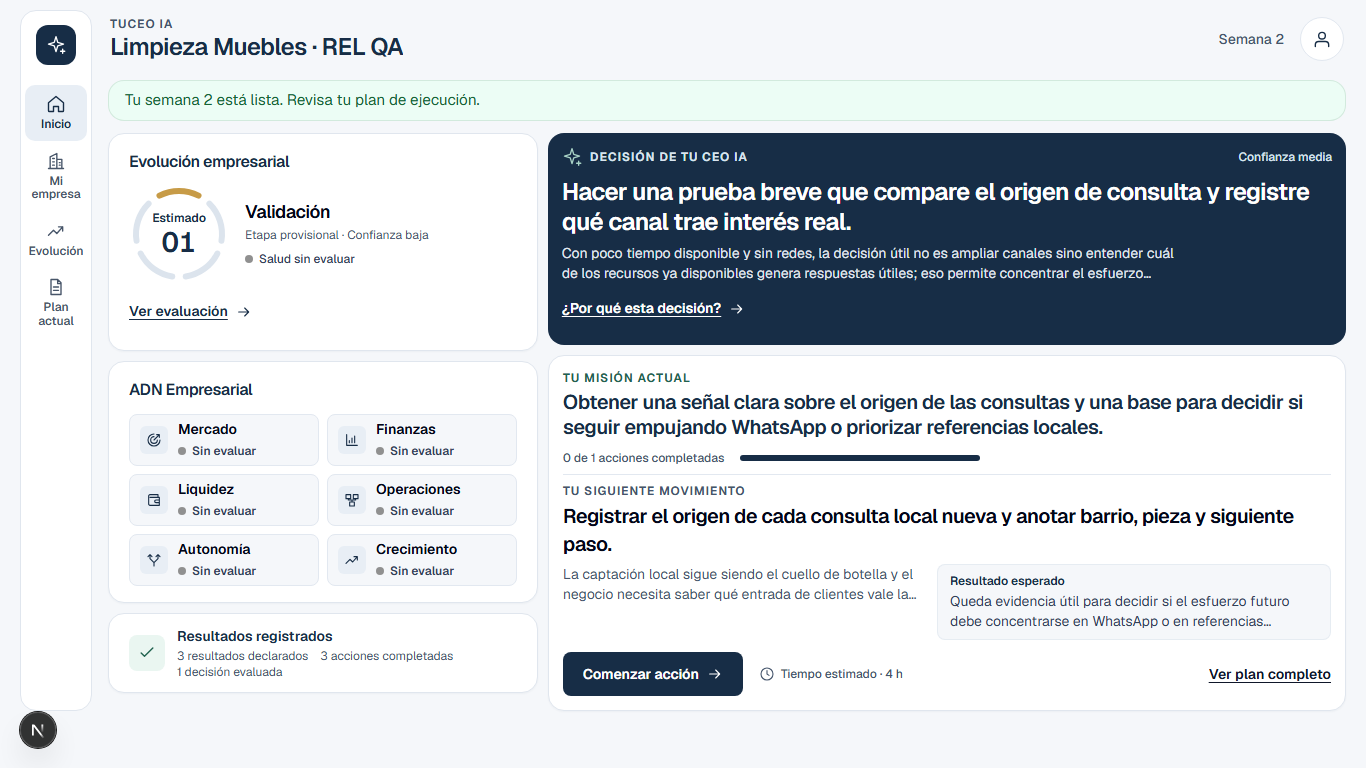 TUCEO IA
Limpieza Muebles · REL QA
Semana 2
Inicio
Mi
empresa
Evolución
Plan
actual
Tu semana 2 está lista. Revisa tu plan de ejecución.
Evolución empresarial
Estimado
01
Validación
Etapa provisional · Confianza baja
Salud sin evaluar
Ver evaluación →
ADN Empresarial
Mercado
Sin evaluar
Finanzas
Sin evaluar
Liquidez
Sin evaluar
Operaciones
Sin evaluar
Autonomía
Sin evaluar
Crecimiento
Sin evaluar
Resultados registrados
3 resultados declarados 3 acciones completadas
1 decisión evaluada
DECISIÓN DE TU CEO IA
Confianza media
Hacer una prueba breve que compare el origen de consulta y registre
qué canal trae interés real.
Con poco tiempo disponible y sin redes, la decisión útil no es ampliar canales sino entender cuál
de los recursos ya disponibles genera respuestas útiles; eso permite concentrar el esfuerzo…
¿Por qué esta decisión? →
TU MISIÓN ACTUAL
Obtener una señal clara sobre el origen de las consultas y una base para decidir si
seguir empujando WhatsApp o priorizar referencias locales.
0 de 1 acciones completadas
TU SIGUIENTE MOVIMIENTO
Registrar el origen de cada consulta local nueva y anotar barrio, pieza y siguiente
paso.
La captación local sigue siendo el cuello de botella y el
negocio necesita saber qué entrada de clientes vale la…
Resultado esperado
Queda evidencia útil para decidir si el esfuerzo futuro
debe concentrarse en WhatsApp o en referencias…
Comenzar acción →
Tiempo estimado · 4 h
Ver plan completo
N